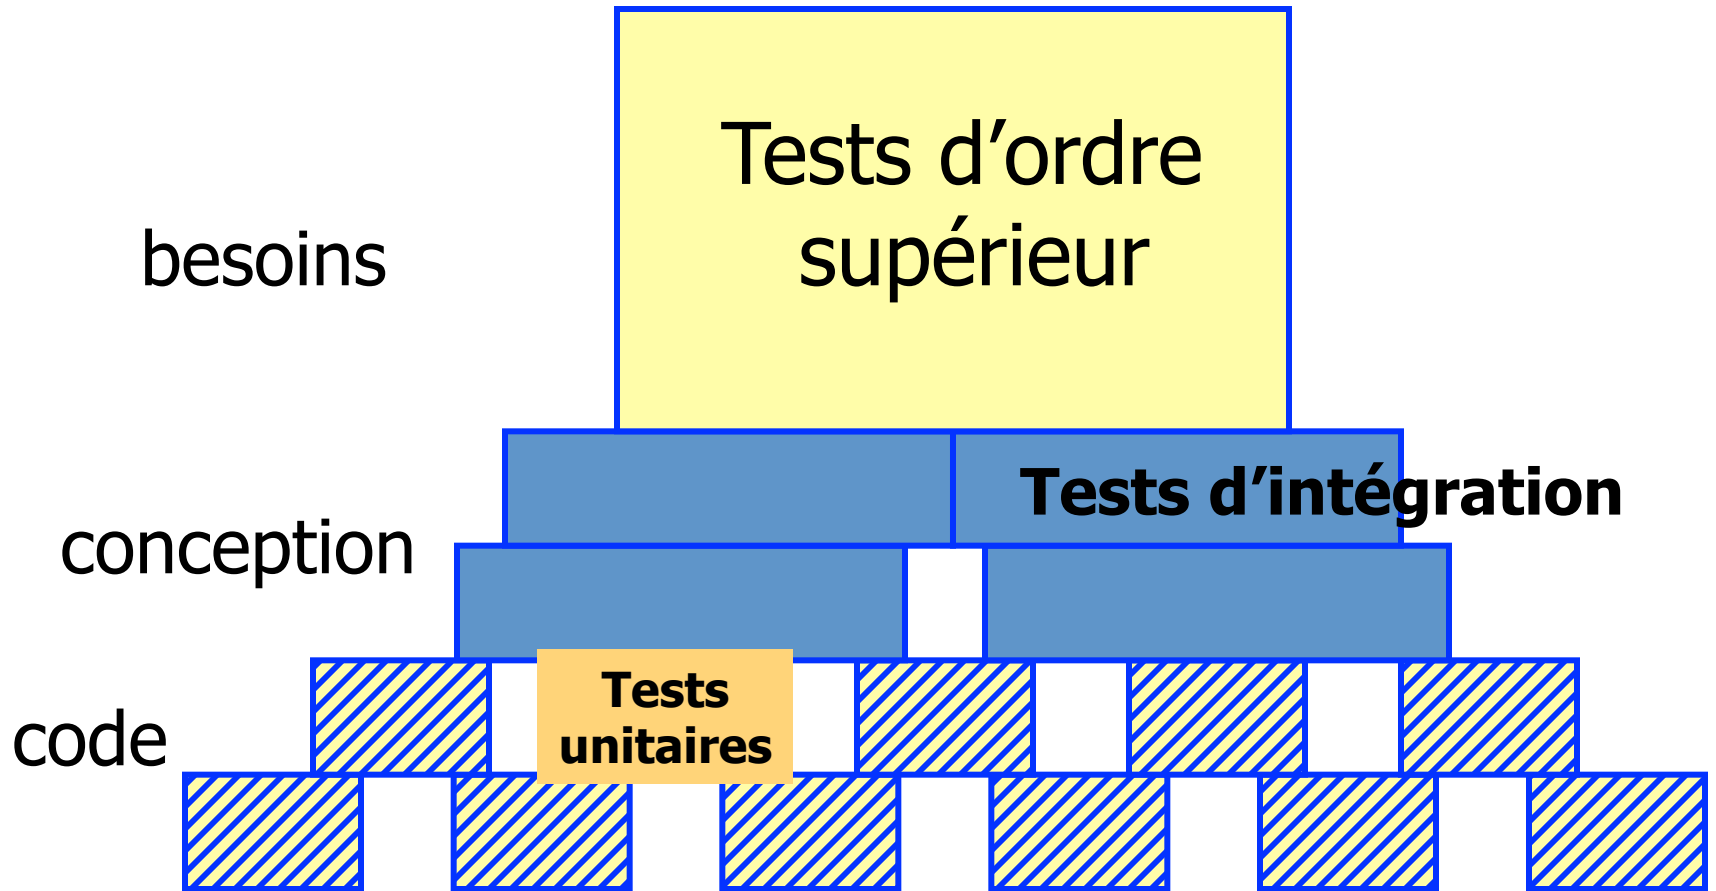 Tests d’ordre
supérieur
besoins
Tests d’intégration
conception
Tests
unitaires
code